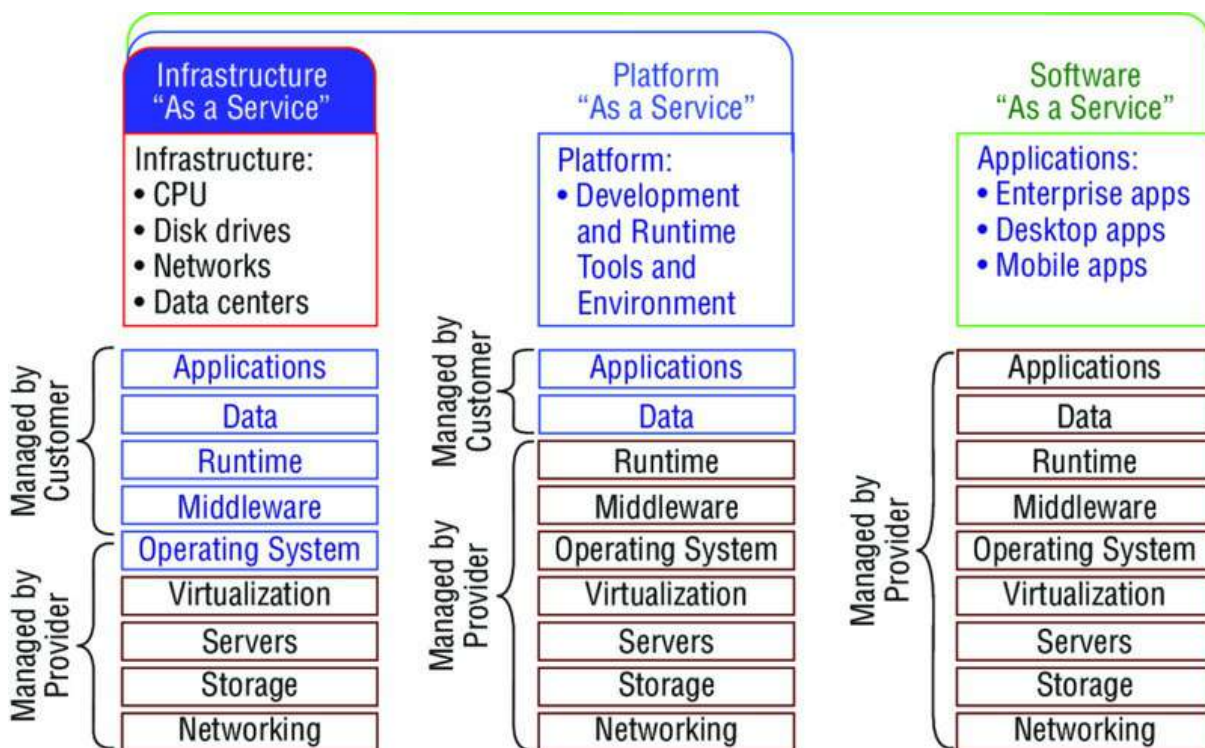 Infrastructure
“As a Service”
Infrastructure:
• CPU
• Disk drives
• Networks
• Data centers
Managed by
Customer
Applications
Data
Runtime
Middleware
Managed by
Provider
Operating System
Virtualization
Servers
Storage
Networking
Platform
“As a Service”
Platform:
• Development
and Runtime
Tools and
Environment
Managed by
Customer
Applications
Data
Managed by
Provider
Runtime
Middleware
Operating System
Virtualization
Servers
Storage
Networking
Software
“As a Service”
Applications:
• Enterprise apps
• Desktop apps
• Mobile apps
Managed by
Provider
Applications
Data
Runtime
Middleware
Operating System
Virtualization
Servers
Storage
Networking